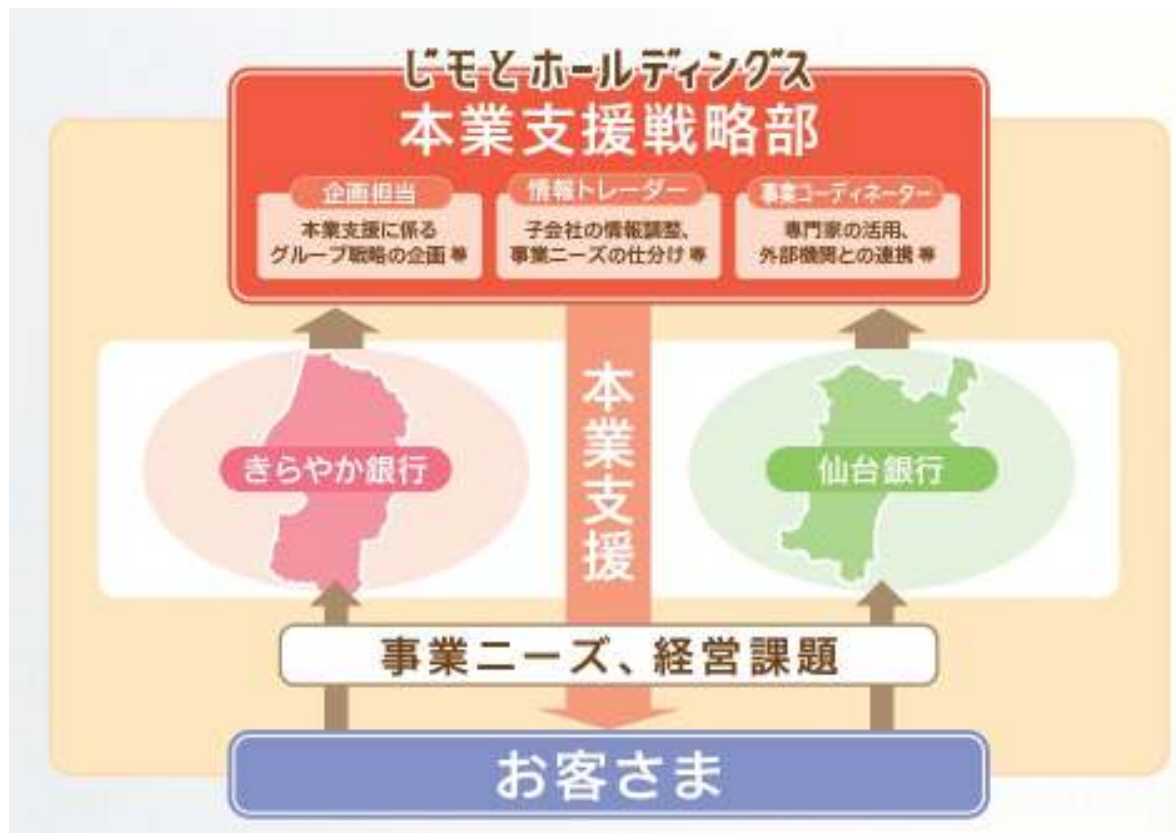 じモとホールディングス
本業支援戦略部
企画担当
本業支援に係る
グループ戦略の企画 等
情報トレーダー
子会社の情報調整、
事業ニーズの仕分け 等
事業コーディネーター
専門家の活用、
外部機関との連携 等
きらやか銀行
本業支援
仙台銀行
事業ニーズ、経営課題
お客さま